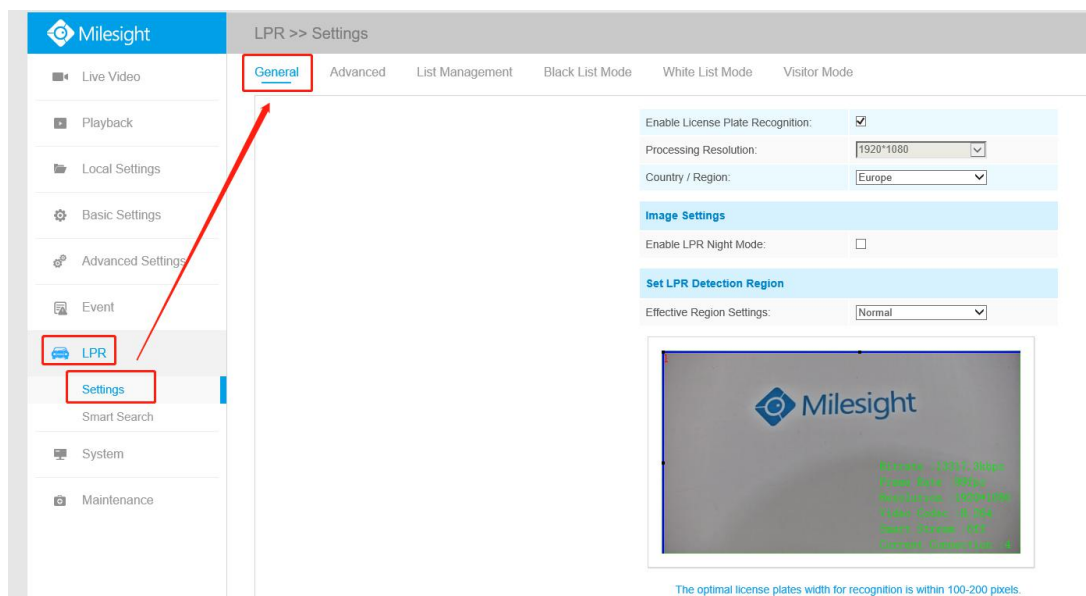 Milesight
LPR >> Settings
Live Video
Playback
Local Settings
Basic Settings
Advanced Settings
Event
LPR
Settings
Smart Search
System
Maintenance
General Advanced List Management Black List Mode White List Mode Visitor Mode
Enable License Plate Recognition:
Processing Resolution: 1920*1080
Country / Region: Europe
Image Settings
Enable LPR Night Mode:
Set LPR Detection Region
Effective Region Settings: Normal
1
Milesight
The optimal license plates width for recognition is within 100-200 pixels.